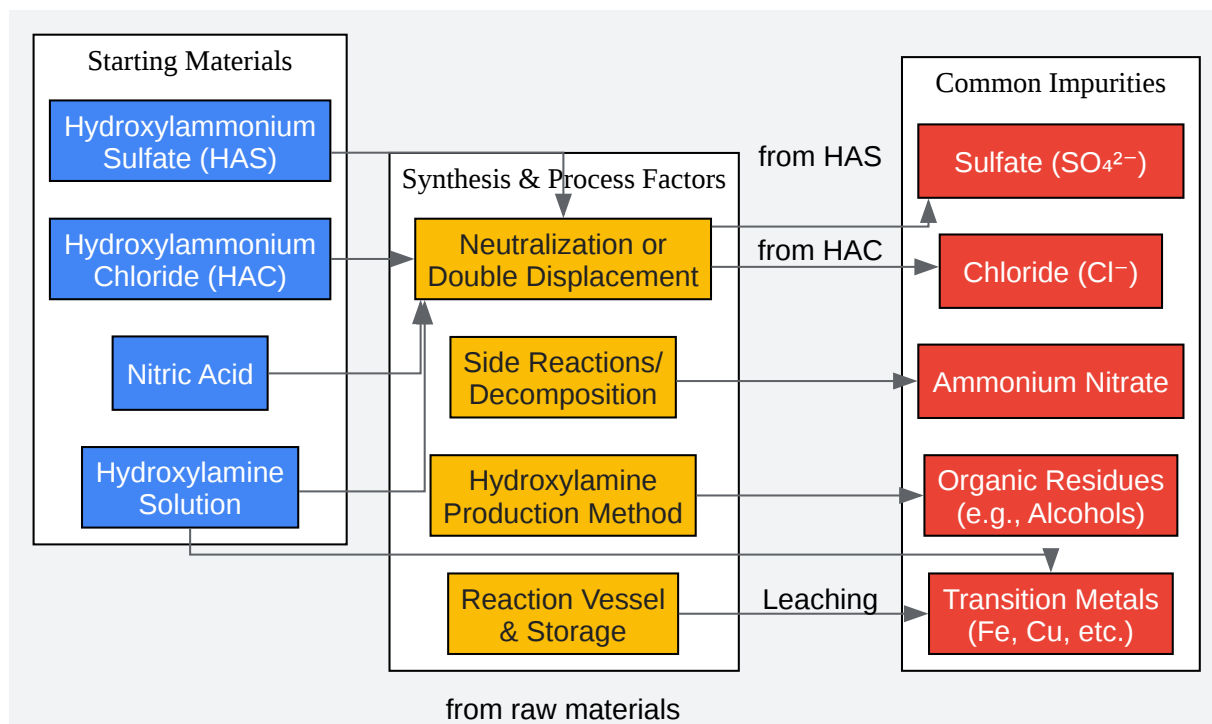 Starting Materials
Hydroxylammonium
Sulfate (HAS)
Hydroxylammonium
Chloride (HAC)
Nitric Acid
Hydroxylamine
Solution
Synthesis & Process Factors
Neutralization or
Double Displacement
Side Reactions/
Decomposition
Hydroxylamine
Production Method
Reaction Vessel
& Storage
from HAS
from HAC
Leaching
from raw materials
Common Impurities
Sulfate (SO₄²⁻)
Chloride (Cl⁻)
Ammonium Nitrate
Organic Residues
(e.g., Alcohols)
Transition Metals
(Fe, Cu, etc.)